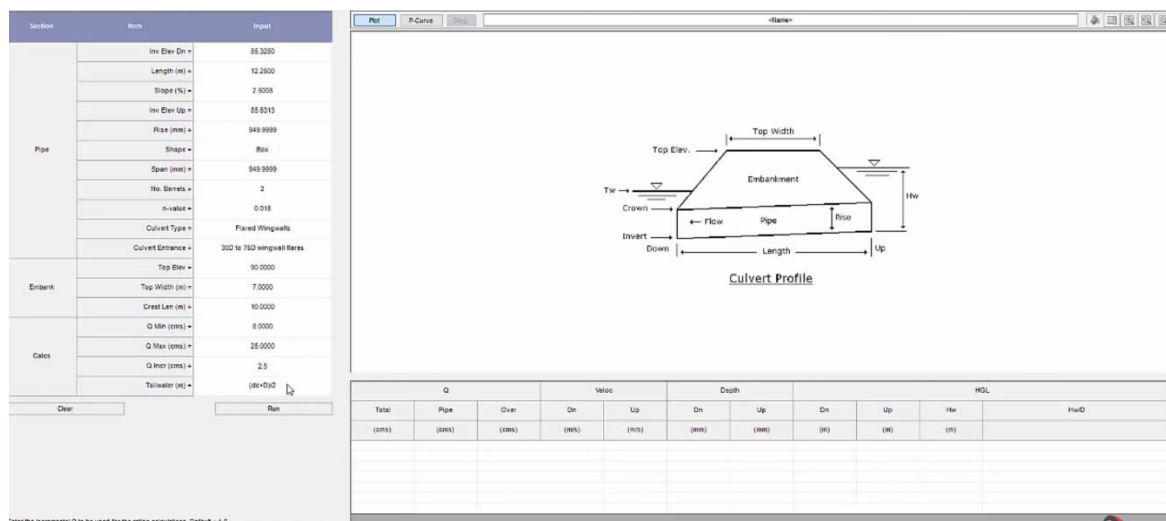 Section Item Input
Pipe
Inv Elev Dn = 85.3250
Length (m) = 12.2500
Slope (%) = 2.5005
Inv Elev Up = 85.6313
Rise (mm) = 949.9999
Shape = Box
Span (mm) = 949.9999
No. Barrels = 2
n-value = 0.018
Culvert Type = Flared Wingwalls
Culvert Entrance = 30D to 75D wingwall flares
Embank
Top Elev = 90.0000
Top Width (m) = 7.0000
Crest Len (m) = 10.0000
Calcs
Q Min (cms) = 8.0000
Q Max (cms) = 25.0000
Q Incr (cms) = 2.5
Tailwater (m) = (dc+D)/2
Clear Run
Plot R-Curve <Name>
Top Width
Top Elev.
Embankment
Tw
Hw
Crown
Flow Pipe Rise
Invert
Down Length Up
Culvert Profile
Q Veloc Depth HGL
Total Pipe Over Dn Up Dn Up Dn Up Hw Hw/D
(cms) (cms) (cms) (m/s) (m/s) (mm) (mm) (m) (m) (m)